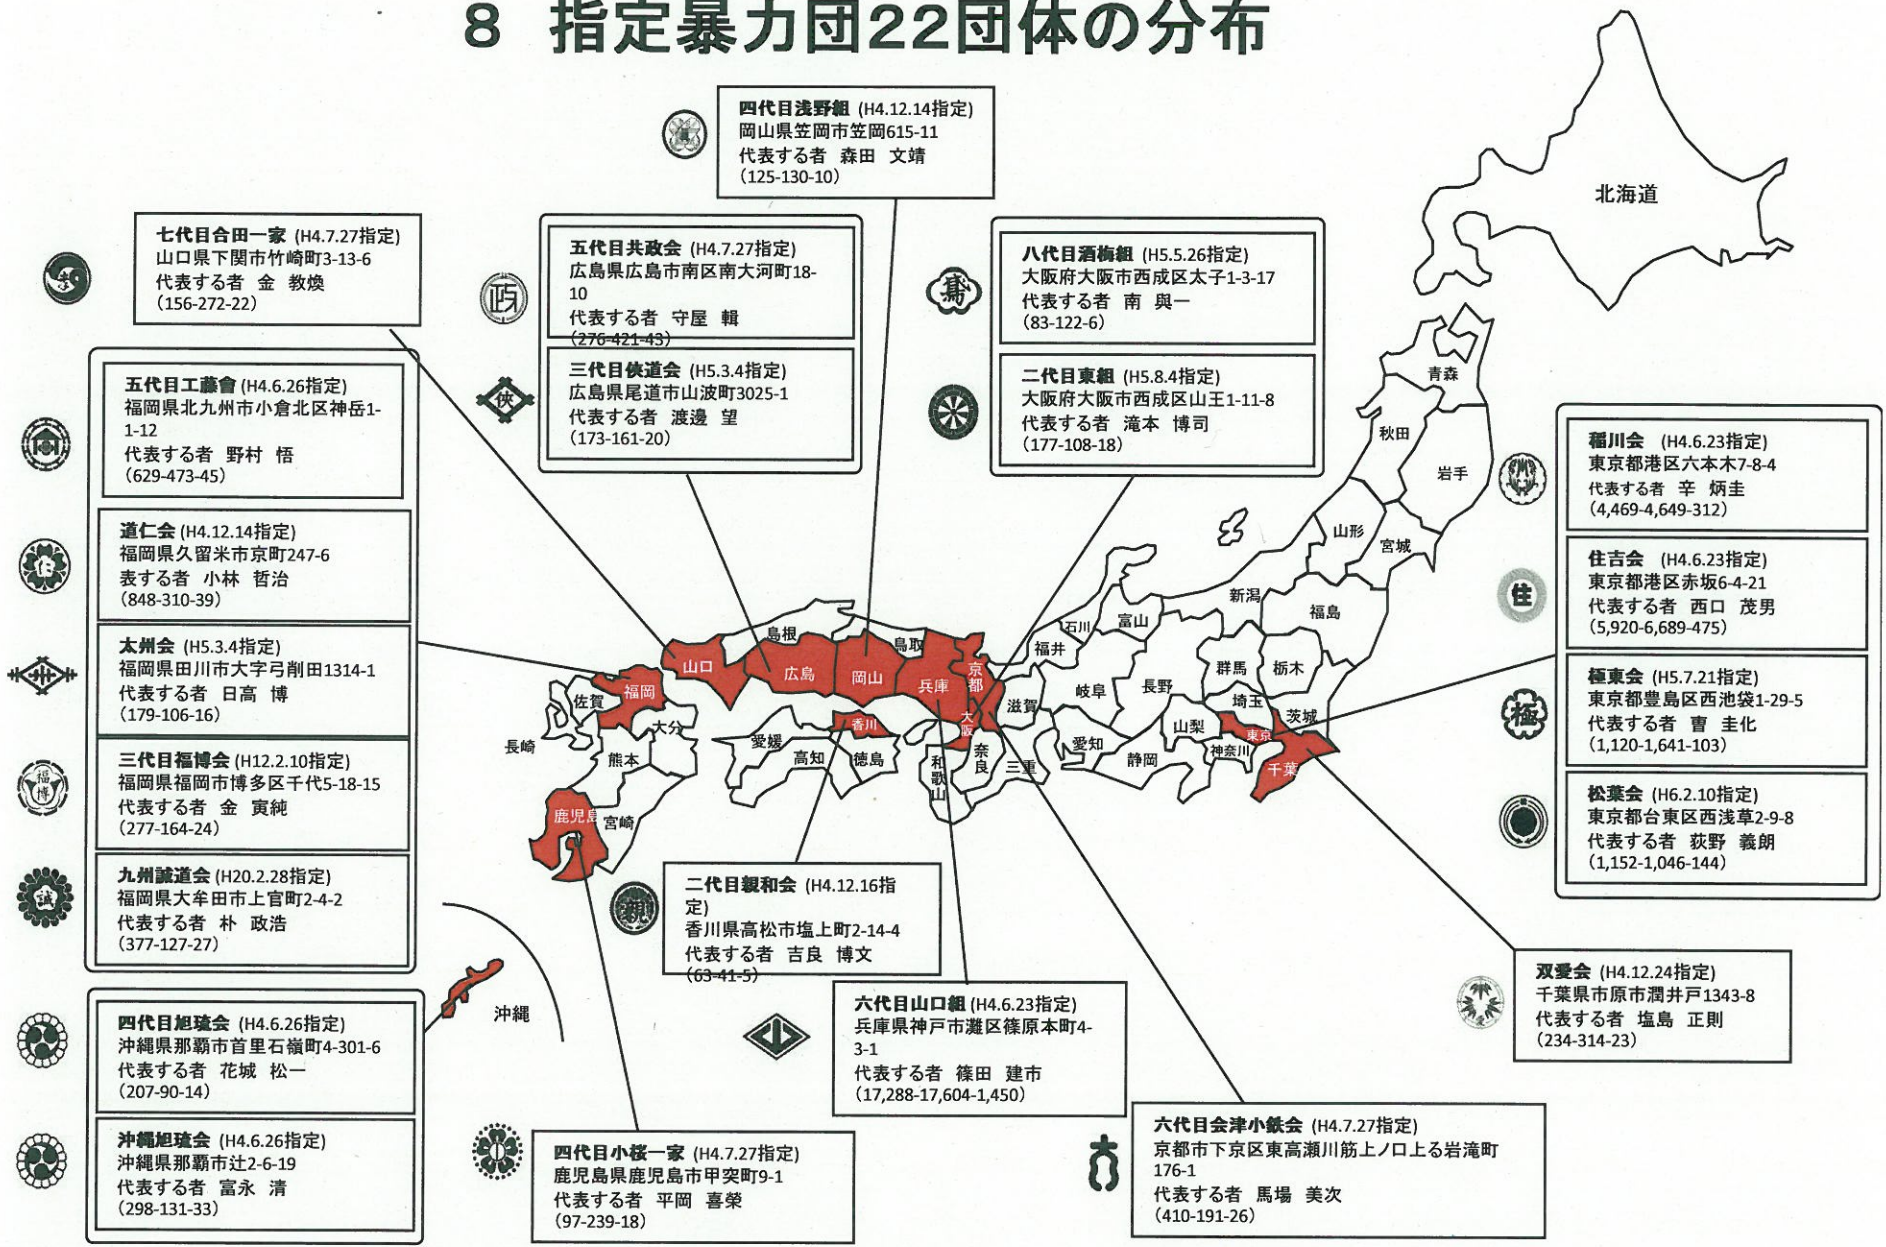 8 指定暴力団22団体の分布
四代目浅野組 (H4.12.14指定)
岡山県笠岡市笠岡615-11
代表する者 森田 文靖
(125-130-10)
七代目合田一家 (H4.7.27指定)
山口県下関市竹崎町3-13-6
代表する者 金 教煥
(156-272-22)
五代目共政会 (H4.7.27指定)
広島県広島市南区南大河町18-
10
代表する者 守屋 輯
(276-421-43)
三代目俠道会 (H5.3.4指定)
広島県尾道市山波町3025-1
代表する者 渡邊 望
(173-161-20)
八代目酒梅組 (H5.5.26指定)
大阪府大阪市西成区太子1-3-17
代表する者 南 與一
(83-122-6)
二代目東組 (H5.8.4指定)
大阪府大阪市西成区山王1-11-8
代表する者 滝本 博司
(177-108-18)
五代目工藤會 (H4.6.26指定)
福岡県北九州市小倉北区神岳1-
1-12
代表する者 野村 悟
(629-473-45)
道仁会 (H4.12.14指定)
福岡県久留米市京町247-6
表する者 小林 哲治
(848-310-39)
太州会 (H5.3.4指定)
福岡県田川市大字弓削田1314-1
代表する者 日高 博
(179-106-16)
三代目福博会 (H12.2.10指定)
福岡県福岡市博多区千代5-18-15
代表する者 金 寅純
(277-164-24)
九州誠道会 (H20.2.28指定)
福岡県大牟田市上官町2-4-2
代表する者 朴 政浩
(377-127-27)
四代目旭琉会 (H4.6.26指定)
沖縄県那覇市首里石嶺町4-301-6
代表する者 花城 松一
(207-90-14)
沖縄旭琉会 (H4.6.26指定)
沖縄県那覇市辻2-6-19
代表する者 富永 清
(298-131-33)
稲川会 (H4.6.23指定)
東京都港区六本木7-8-4
代表する者 辛 炳圭
(4,469-4,649-312)
住吉会 (H4.6.23指定)
東京都港区赤坂6-4-21
代表する者 西口 茂男
(5,920-6,689-475)
極東会 (H5.7.21指定)
東京都豊島区西池袋1-29-5
代表する者 曺 圭化
(1,120-1,641-103)
松葉会 (H6.2.10指定)
東京都台東区西浅草2-9-8
代表する者 荻野 義朗
(1,152-1,046-144)
二代目親和会 (H4.12.16指
定)
香川県高松市塩上町2-14-4
代表する者 吉良 博文
(63-41-5)
六代目山口組 (H4.6.23指定)
兵庫県神戸市灘区篠原本町4-
3-1
代表する者 篠田 建市
(17,288-17,604-1,450)
双愛会 (H4.12.24指定)
千葉県市原市潤井戸1343-8
代表する者 塩島 正則
(234-314-23)
四代目小桜一家 (H4.7.27指定)
鹿児島県鹿児島市甲突町9-1
代表する者 平岡 喜榮
(97-239-18)
六代目会津小鉄会 (H4.7.27指定)
京都市下京区東高瀬川筋上ノ口上る岩滝町
176-1
代表する者 馬場 美次
(410-191-26)
北海道
青森
秋田
岩手
山形
宮城
新潟
福島
石川
富山
福井
群馬
栃木
長野
岐阜
埼玉
茨城
山梨
東京
神奈川
千葉
静岡
愛知
滋賀
三重
京都
大阪
奈良
和歌山
兵庫
鳥取
島根
岡山
広島
山口
香川
徳島
愛媛
高知
福岡
佐賀
長崎
大分
熊本
宮崎
鹿児島
沖縄
孝
政
俠
鳶
仁
福
博
誠
住
極
親
愛